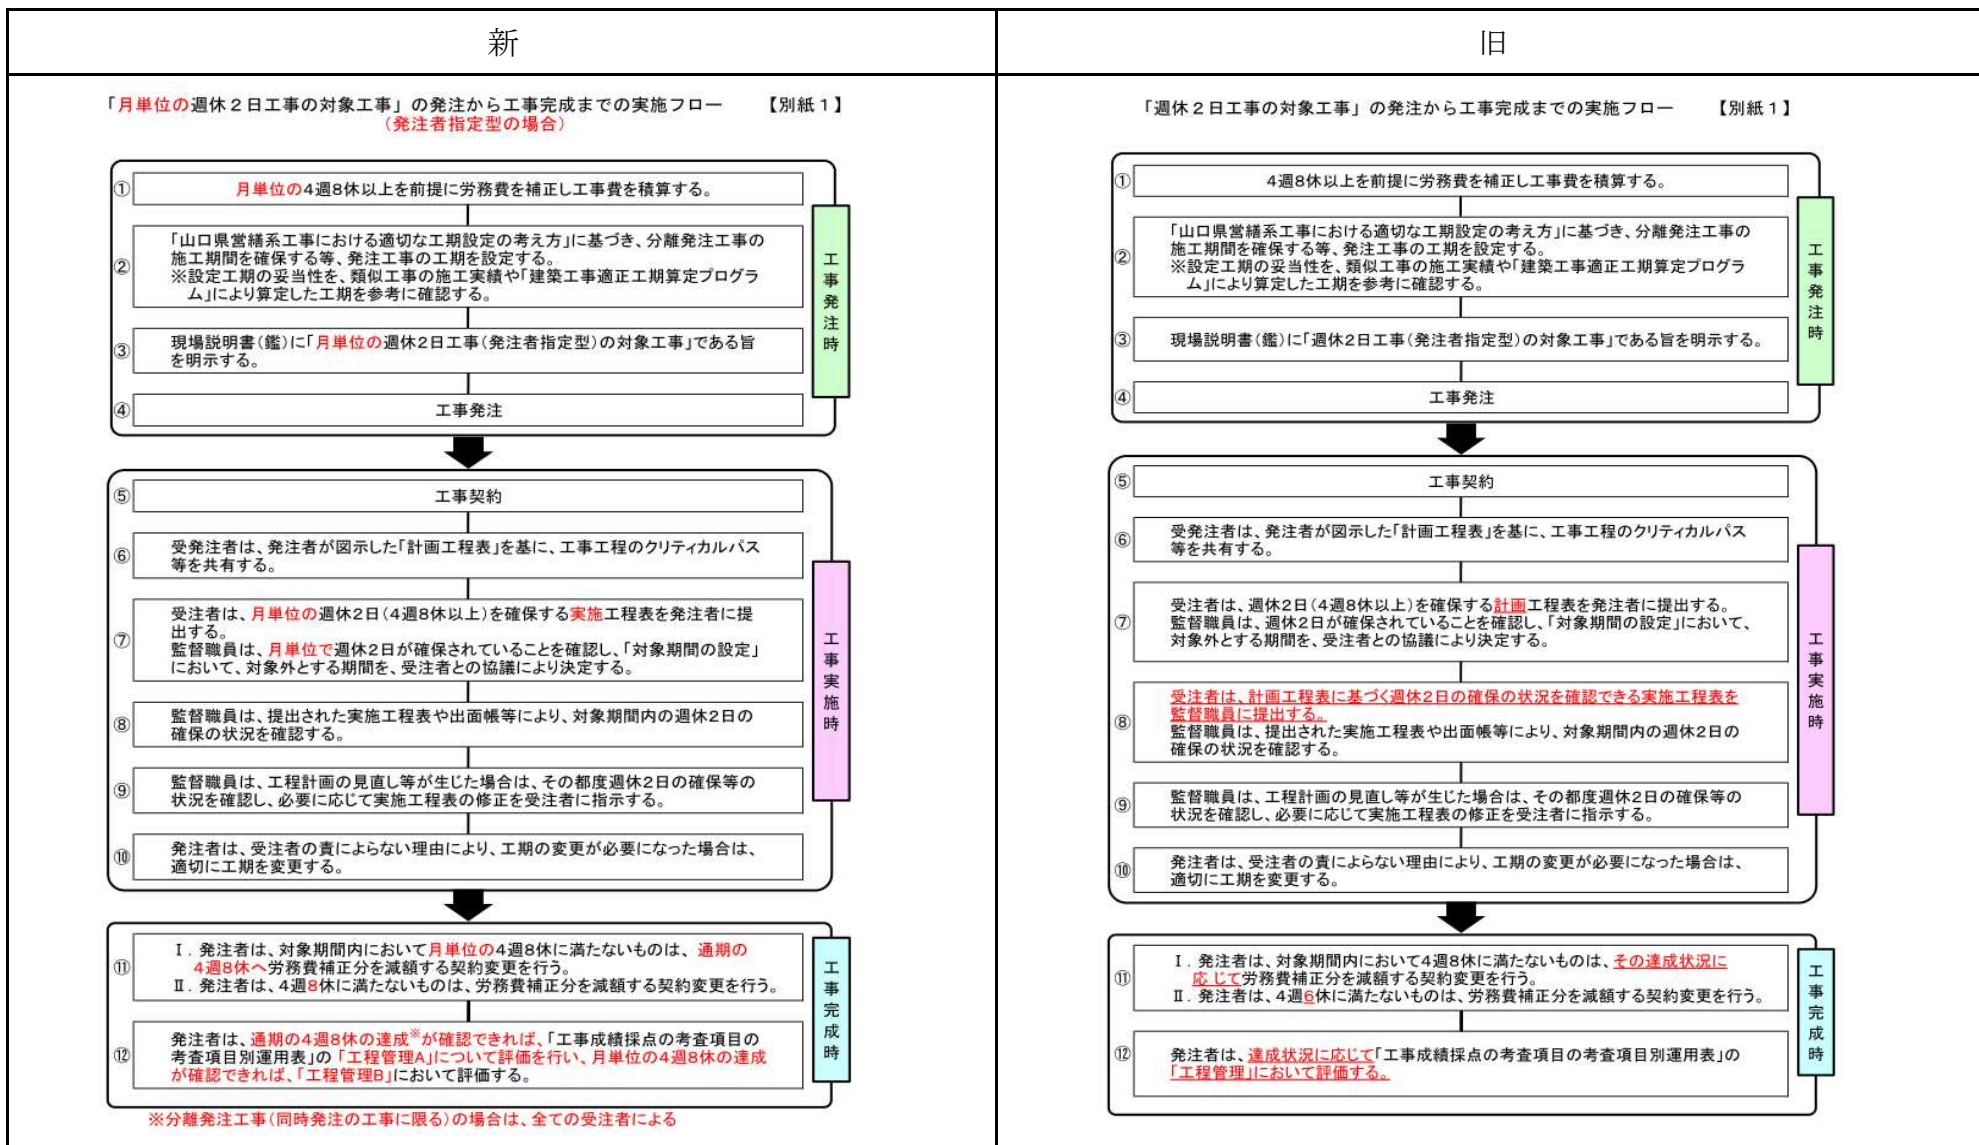 新
「月単位の週休２日工事の対象工事」の発注から工事完成までの実施フロー　【別紙１】
（発注者指定型の場合）
①
月単位の4週8休以上を前提に労務費を補正し工事費を積算する。
②
「山口県営繕系工事における適切な工期設定の考え方」に基づき、分離発注工事の
施工期間を確保する等、発注工事の工期を設定する。
※設定工期の妥当性を、類似工事の施工実績や「建築工事適正工期算定プログラ
ム」により算定した工期を参考に確認する。
③
現場説明書（鑑）に「月単位の週休2日工事（発注者指定型）の対象工事」である旨
を明示する。
④
工事発注
工事発注時
⑤
工事契約
⑥
受発注者は、発注者が図示した「計画工程表」を基に、工事工程のクリティカルパス
等を共有する。
⑦
受注者は、月単位の週休2日（4週8休以上）を確保する実施工程表を発注者に提
出する。
監督職員は、月単位で週休2日が確保されていることを確認し、「対象期間の設定」
において、対象外とする期間を、受注者との協議により決定する。
⑧
監督職員は、提出された実施工程表や出面帳等により、対象期間内の週休2日の
確保の状況を確認する。
⑨
監督職員は、工程計画の見直し等が生じた場合は、その都度週休2日の確保等の
状況を確認し、必要に応じて実施工程表の修正を受注者に指示する。
⑩
発注者は、受注者の責によらない理由により、工期の変更が必要になった場合は、
適切に工期を変更する。
工事実施時
⑪
Ⅰ．発注者は、対象期間内において月単位の4週8休に満たないものは、通期の
4週8休へ労務費補正分を減額する契約変更を行う。
Ⅱ．発注者は、4週8休に満たないものは、労務費補正分を減額する契約変更を行う。
⑫
発注者は、通期の4週8休の達成※が確認できれば、「工事成績採点の考査項目の
考査項目別運用表」の「工程管理A」について評価を行い、月単位の4週8休の達成
が確認できれば、「工程管理B」において評価する。
工事完成時
※分離発注工事（同時発注の工事に限る）の場合は、全ての受注者による
旧
「週休２日工事の対象工事」の発注から工事完成までの実施フロー　【別紙１】
①
4週8休以上を前提に労務費を補正し工事費を積算する。
②
「山口県営繕系工事における適切な工期設定の考え方」に基づき、分離発注工事の
施工期間を確保する等、発注工事の工期を設定する。
※設定工期の妥当性を、類似工事の施工実績や「建築工事適正工期算定プログラ
ム」により算定した工期を参考に確認する。
③
現場説明書（鑑）に「週休2日工事（発注者指定型）の対象工事」である旨を明示する。
④
工事発注
工事発注時
⑤
工事契約
⑥
受発注者は、発注者が図示した「計画工程表」を基に、工事工程のクリティカルパス
等を共有する。
⑦
受注者は、週休2日（4週8休以上）を確保する計画工程表を発注者に提出する。
監督職員は、週休2日が確保されていることを確認し、「対象期間の設定」において、
対象外とする期間を、受注者との協議により決定する。
⑧
受注者は、計画工程表に基づく週休2日の確保の状況を確認できる実施工程表を
監督職員に提出する。
監督職員は、提出された実施工程表や出面帳等により、対象期間内の週休2日の
確保の状況を確認する。
⑨
監督職員は、工程計画の見直し等が生じた場合は、その都度週休2日の確保等の
状況を確認し、必要に応じて実施工程表の修正を受注者に指示する。
⑩
発注者は、受注者の責によらない理由により、工期の変更が必要になった場合は、
適切に工期を変更する。
工事実施時
⑪
Ⅰ．発注者は、対象期間内において4週8休に満たないものは、その達成状況に
応じて労務費補正分を減額する契約変更を行う。
Ⅱ．発注者は、4週6休に満たないものは、労務費補正分を減額する契約変更を行う。
⑫
発注者は、達成状況に応じて「工事成績採点の考査項目の考査項目別運用表」の
「工程管理」において評価する。
工事完成時